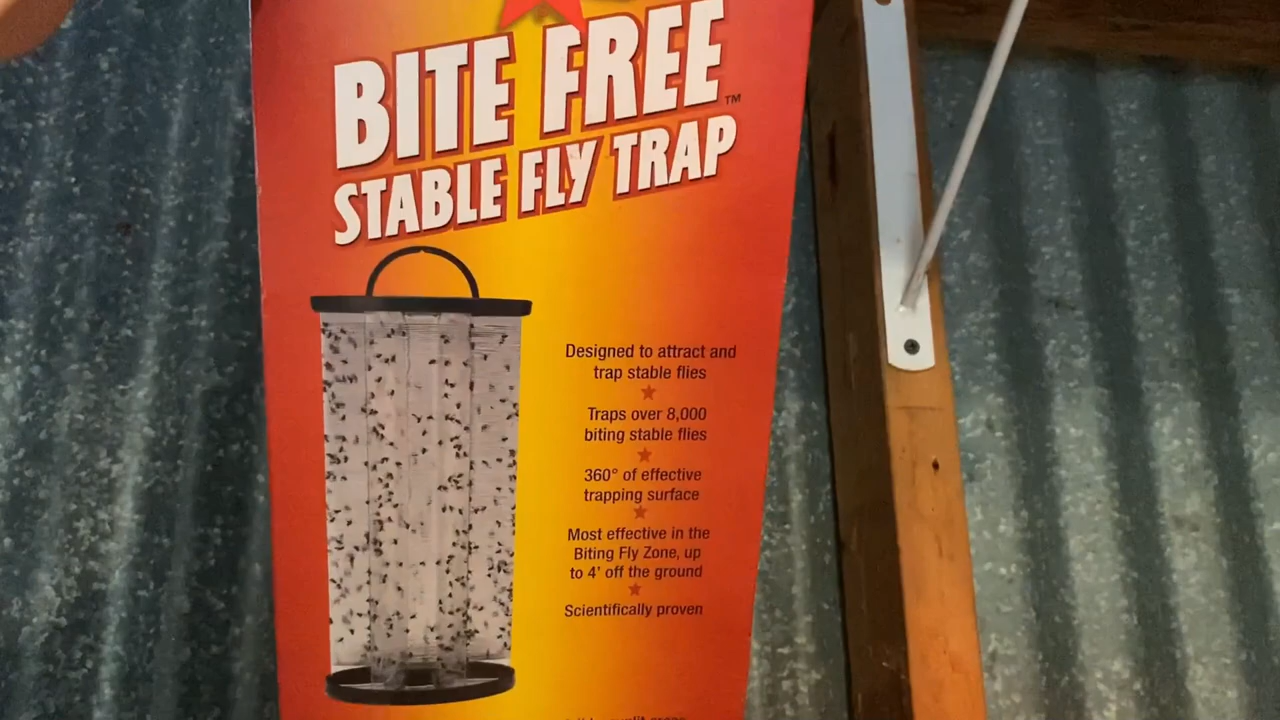 BITE FREE™
STABLE FLY TRAP
Designed to attract and
trap stable flies
Traps over 8,000
biting stable flies
360° of effective
trapping surface
Most effective in the
Biting Fly Zone, up
to 4' off the ground
Scientifically proven